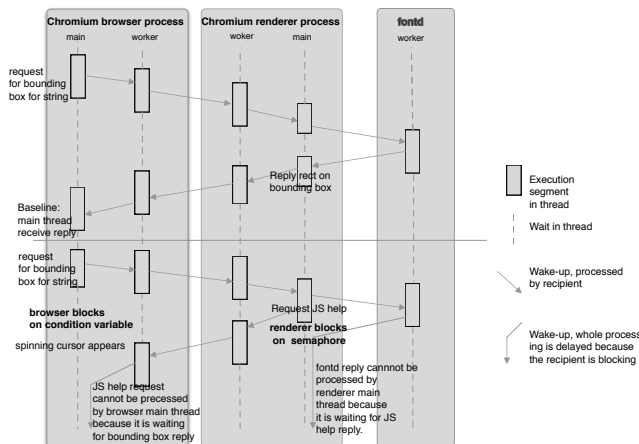 Chromium browser process
Chromium renderer process
fontd
main
worker
woker
main
worker
request
for bounding
box for string
Reply rect on
bounding box
Baseline:
main thread
receive reply
request
for bounding
box for string
Request JS help
browser blocks
on condition variable
renderer blocks
on semaphore
spinning cursor appears
JS help request
cannot be precessed
by browser main thread
because it is waiting
for bounding box reply
fontd reply cannnot be
processed by
renderer main
thread because it
is waiting for JS
help reply.
Execution
segment
in thread
Wait in thread
Wake-up, processed
by recipient
Wake-up, whole process-
ing is delayed because
the recipient is blocking